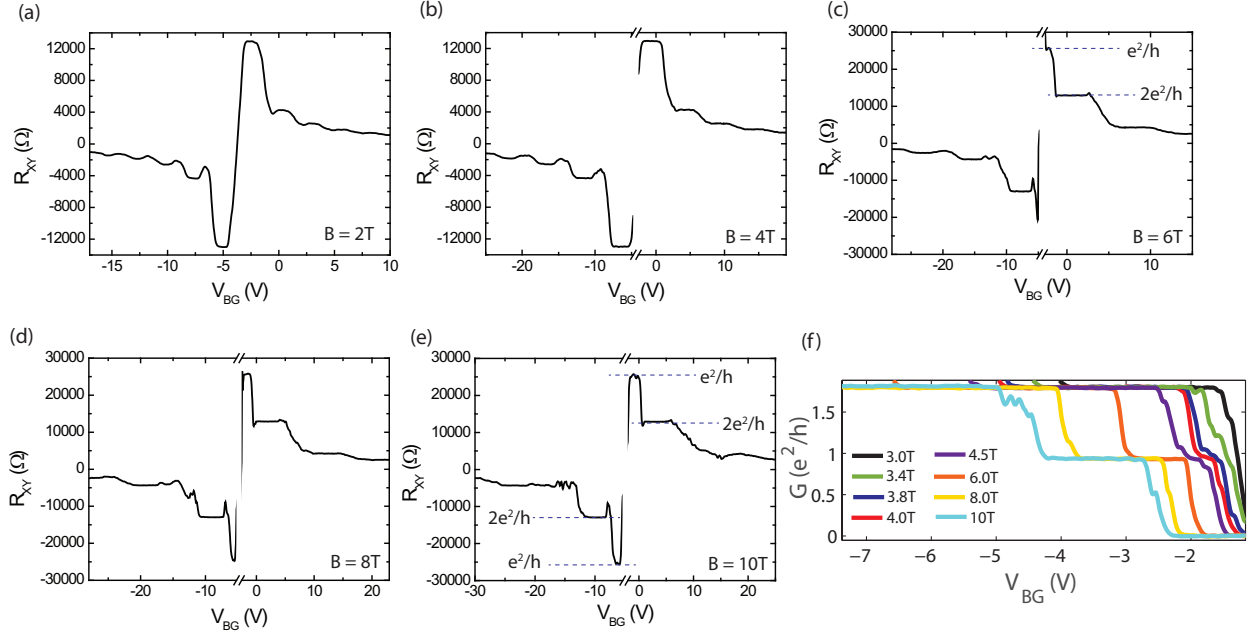 (a)
12000
8000
4000
0
-4000
-8000
-12000
R_XY (Ω)
B = 2T
-15 -10 -5 0 5 10
V_BG (V)
(b)
12000
8000
4000
0
-4000
-8000
-12000
R_XY (Ω)
B = 4T
-20 -10 0 10
V_BG (V)
(c)
30000
20000
10000
0
-10000
-20000
-30000
R_XY (Ω)
e²/h
2e²/h
B = 6T
-20 -10 0 10
V_BG (V)
(d)
30000
20000
10000
0
-10000
-20000
-30000
R_XY (Ω)
B = 8T
-20 -10 0 10 20
V_BG (V)
(e)
30000
20000
10000
0
-10000
-20000
-30000
R_XY (Ω)
e²/h
2e²/h
2e²/h
e²/h
B = 10T
-30 -20 -10 0 10 20
V_BG (V)
(f)
1.5
1
0.5
0
G (e²/h)
3.0T 4.5T
3.4T 6.0T
3.8T 8.0T
4.0T 10T
−7 −6 −5 −4 −3 −2
V_BG (V)